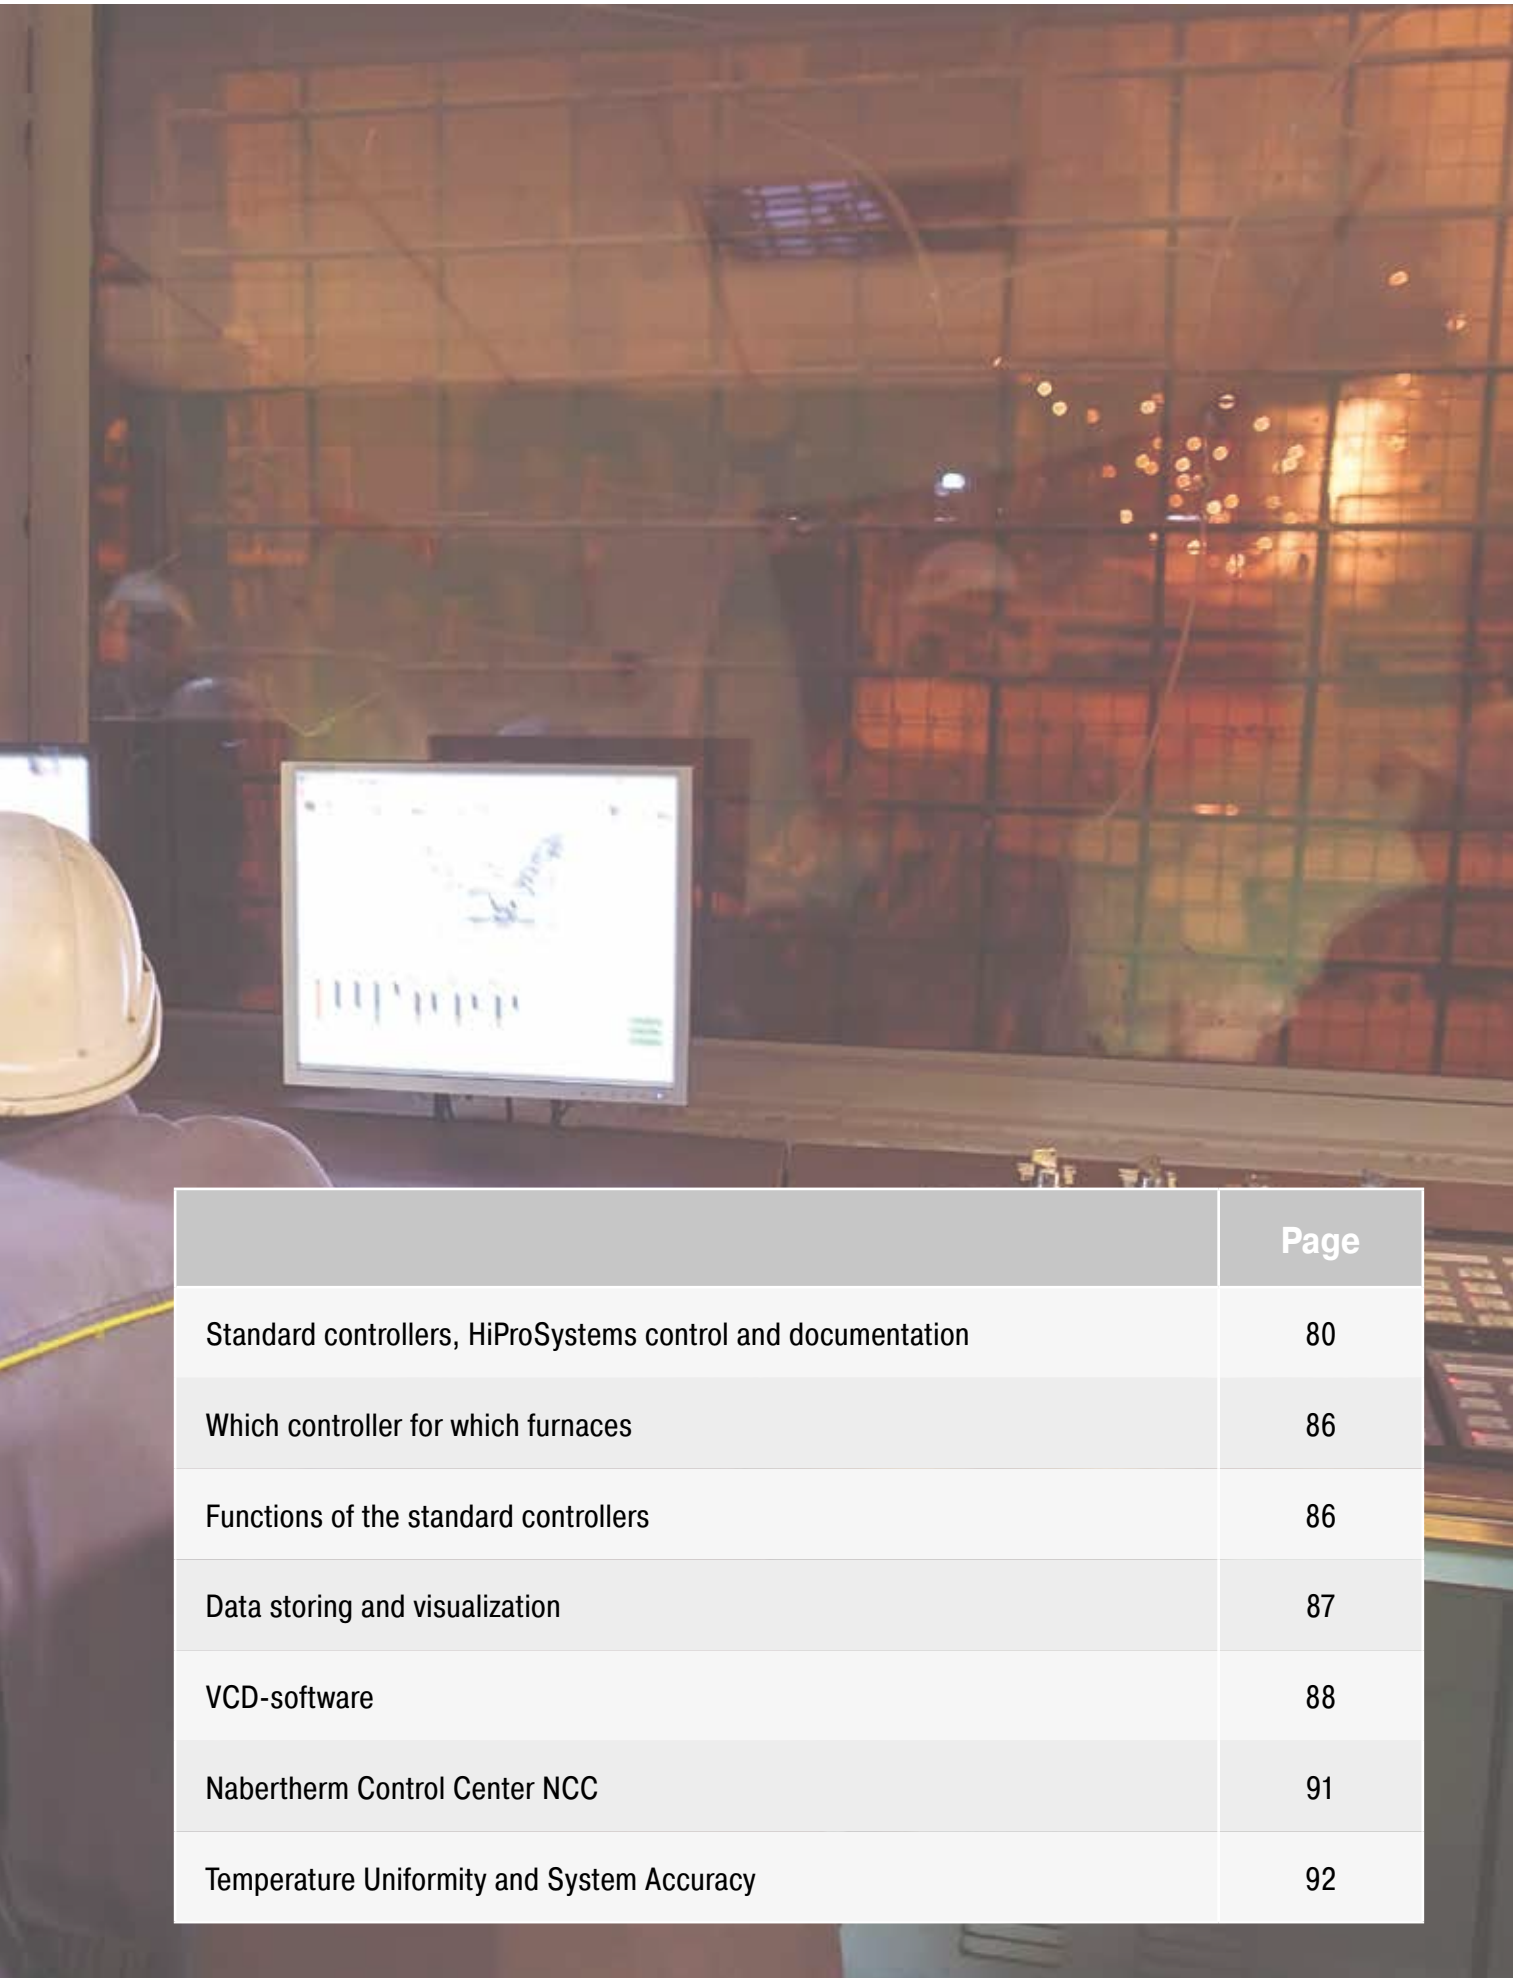 Page
Standard controllers, HiProSystems control and documentation 80
Which controller for which furnaces 86
Functions of the standard controllers 86
Data storing and visualization 87
VCD-software 88
Nabertherm Control Center NCC 91
Temperature Uniformity and System Accuracy 92